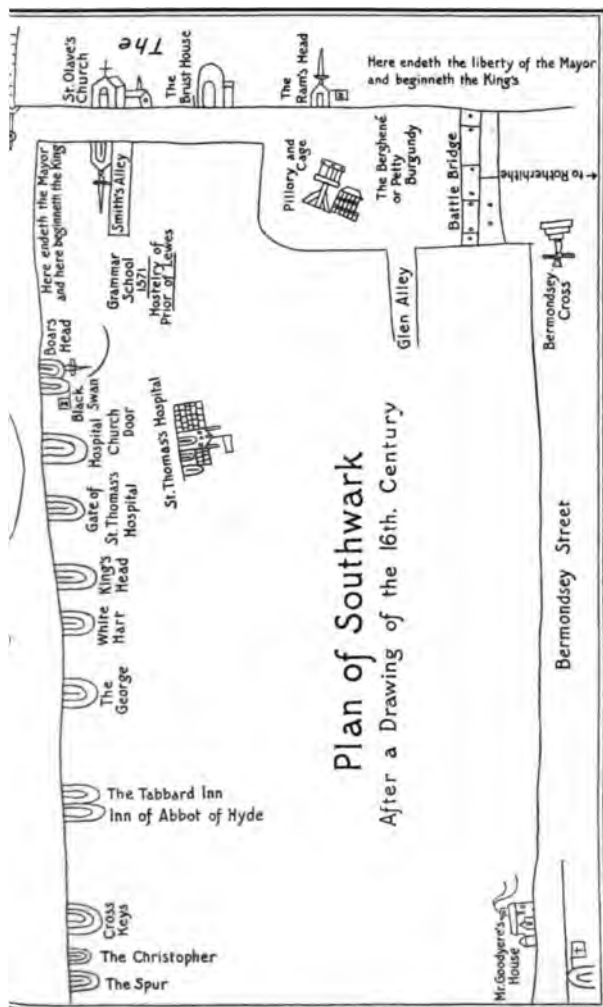 The
St. Olave's
Church
The
Brust House
The
Ram's Head
Here endeth the liberty of the Mayor
and beginneth the King's
Here endeth the Mayor
and here beginneth the King
Smith's Alley
Grammar
School
1571
Hostelry of
Prior of Lewes
Pillory and
Cage
The Berghené
or Petty
Burgundy
Battle Bridge
to Rotherhithe
Glen Alley
Bermondsey
Cross
Boars
Head
Black
Swan
Hospital
Church
Door
St. Thomas's Hospital
Gate of
St. Thomas's
Hospital
King's
Head
White
Hart
The
George
The Tabbard Inn
Inn of Abbot of Hyde
Cross
Keys
The Christopher
The Spur
Plan of Southwark
After a Drawing of the 16th. Century
Bermondsey Street
Mr. Goodyere's
House